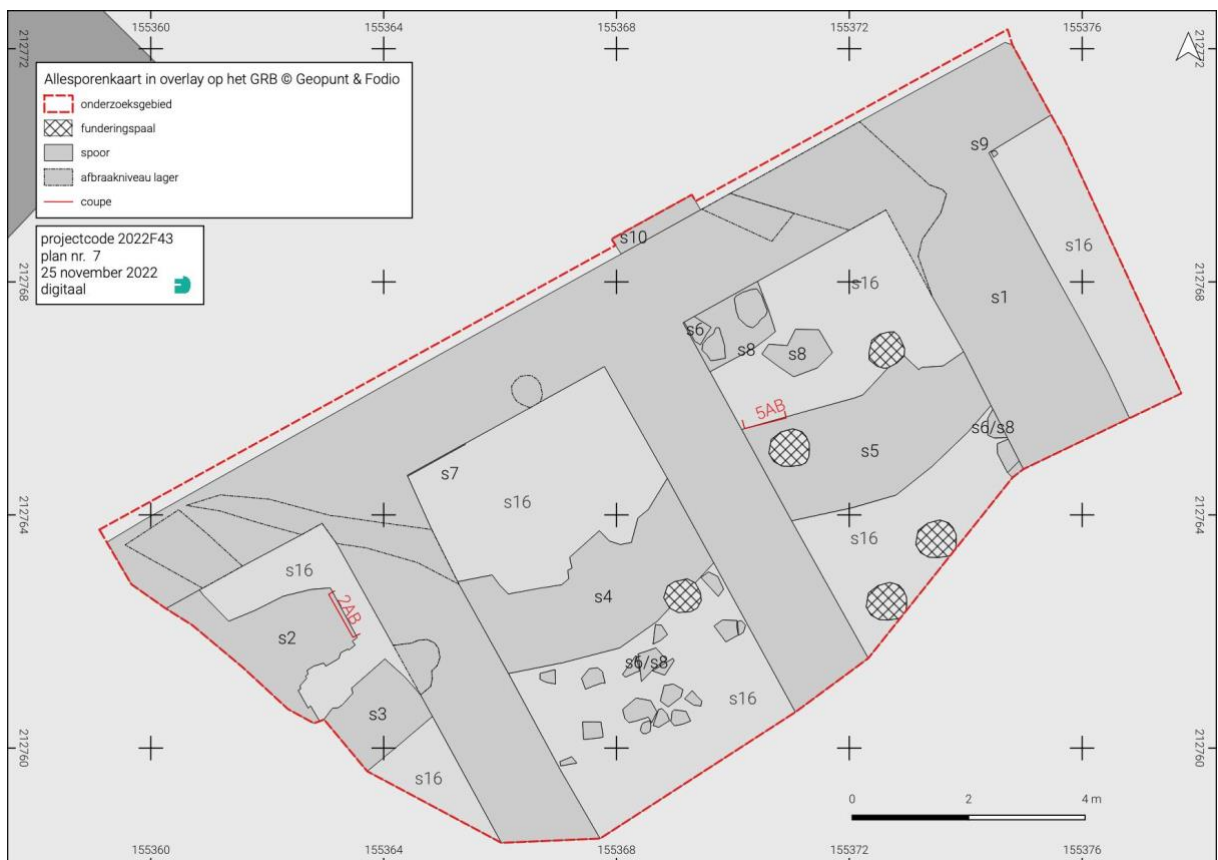 155360 155364 155368 155372 155376
212772 212772
Allesporenkaart in overlay op het GRB © Geopunt & Fodio
onderzoeksgebied
funderingspaal
spoor
afbraakniveau lager
coupe
projectcode 2022F43
plan nr. 7
25 november 2022
digitaal
s9
s10
s16
212768 212768
s16
s1
s6
s8
s8
5AB
s6/s8
s5
s7
s16
212764 212764
s16
s16
s4
2AB
s2
s6/s8
s16
s3
212760 212760
s16
0 2 4 m
155360 155364 155368 155372 155376